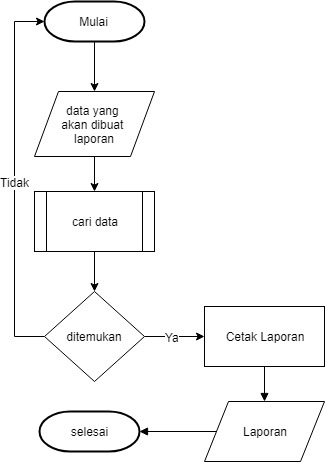 Mulai
data yang
akan dibuat
laporan
Tidak
cari data
ditemukan
Ya
Cetak Laporan
Laporan
selesai